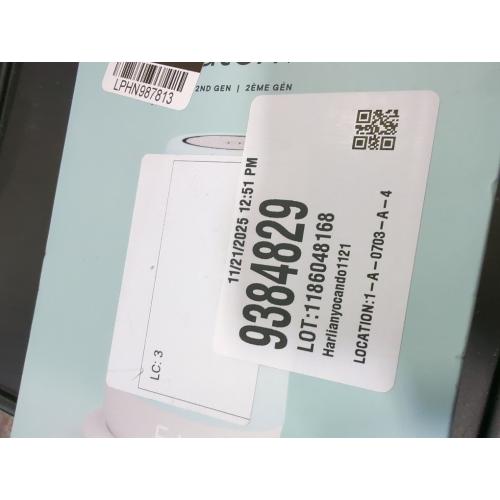 LPHN987813
2ND GEN | 2ÈME GÉN
11/21/2025 12:51 PM
9384829
LOT:1186048168
Harlianyocando1121
LOCATION:1-A-0703-A-4
LC: 3